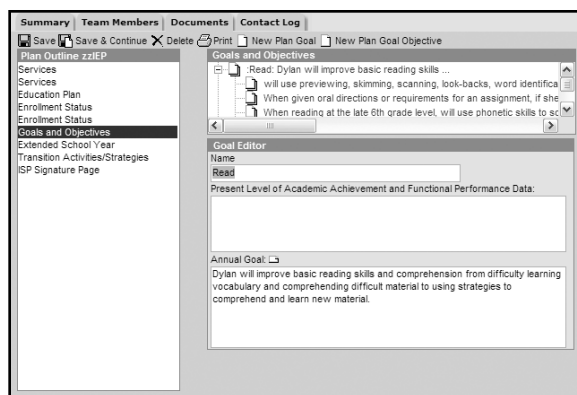 Summary Team Members Documents Contact Log
Save Save & Continue Delete Print New Plan Goal New Plan Goal Objective
Plan Outline zzIEP
Services
Services
Education Plan
Enrollment Status
Enrollment Status
Goals and Objectives
Extended School Year
Transition Activities/Strategies
ISP Signature Page
Goals and Objectives
:Read: Dylan will improve basic reading skills ...
will use previewing, skimming, scanning, look-backs, word identifica
When given oral directions or requirements for an assignment, if she
When reading at the late 6th grade level, will use phonetic skills to sc
Goal Editor
Name
Read
Present Level of Academic Achievement and Functional Performance Data:
Annual Goal:
Dylan will improve basic reading skills and comprehension from difficulty learning
vocabulary and comprehending difficult material to using strategies to
comprehend and learn new material.